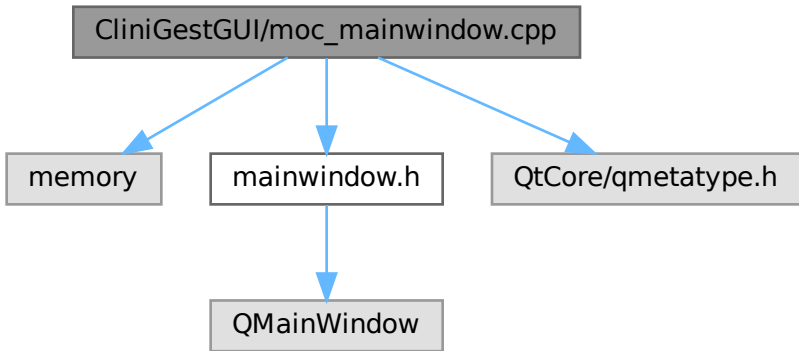 CliniGestGUI/moc_mainwindow.cpp
memory
mainwindow.h
QtCore/qmetatype.h
QMainWindow